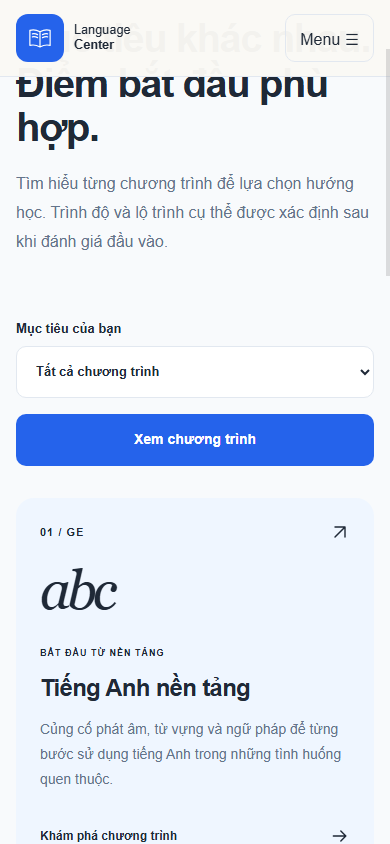 Language
Center
Menu ☰
tiêu khác nhau.
Điểm bắt đầu phù
hợp.
Tìm hiểu từng chương trình để lựa chọn hướng
học. Trình độ và lộ trình cụ thể được xác định sau
khi đánh giá đầu vào.
Mục tiêu của bạn
Tất cả chương trình
Xem chương trình
01 / GE
abc
BẮT ĐẦU TỪ NỀN TẢNG
Tiếng Anh nền tảng
Củng cố phát âm, từ vựng và ngữ pháp để từng
bước sử dụng tiếng Anh trong những tình huống
quen thuộc.
Khám phá chương trình